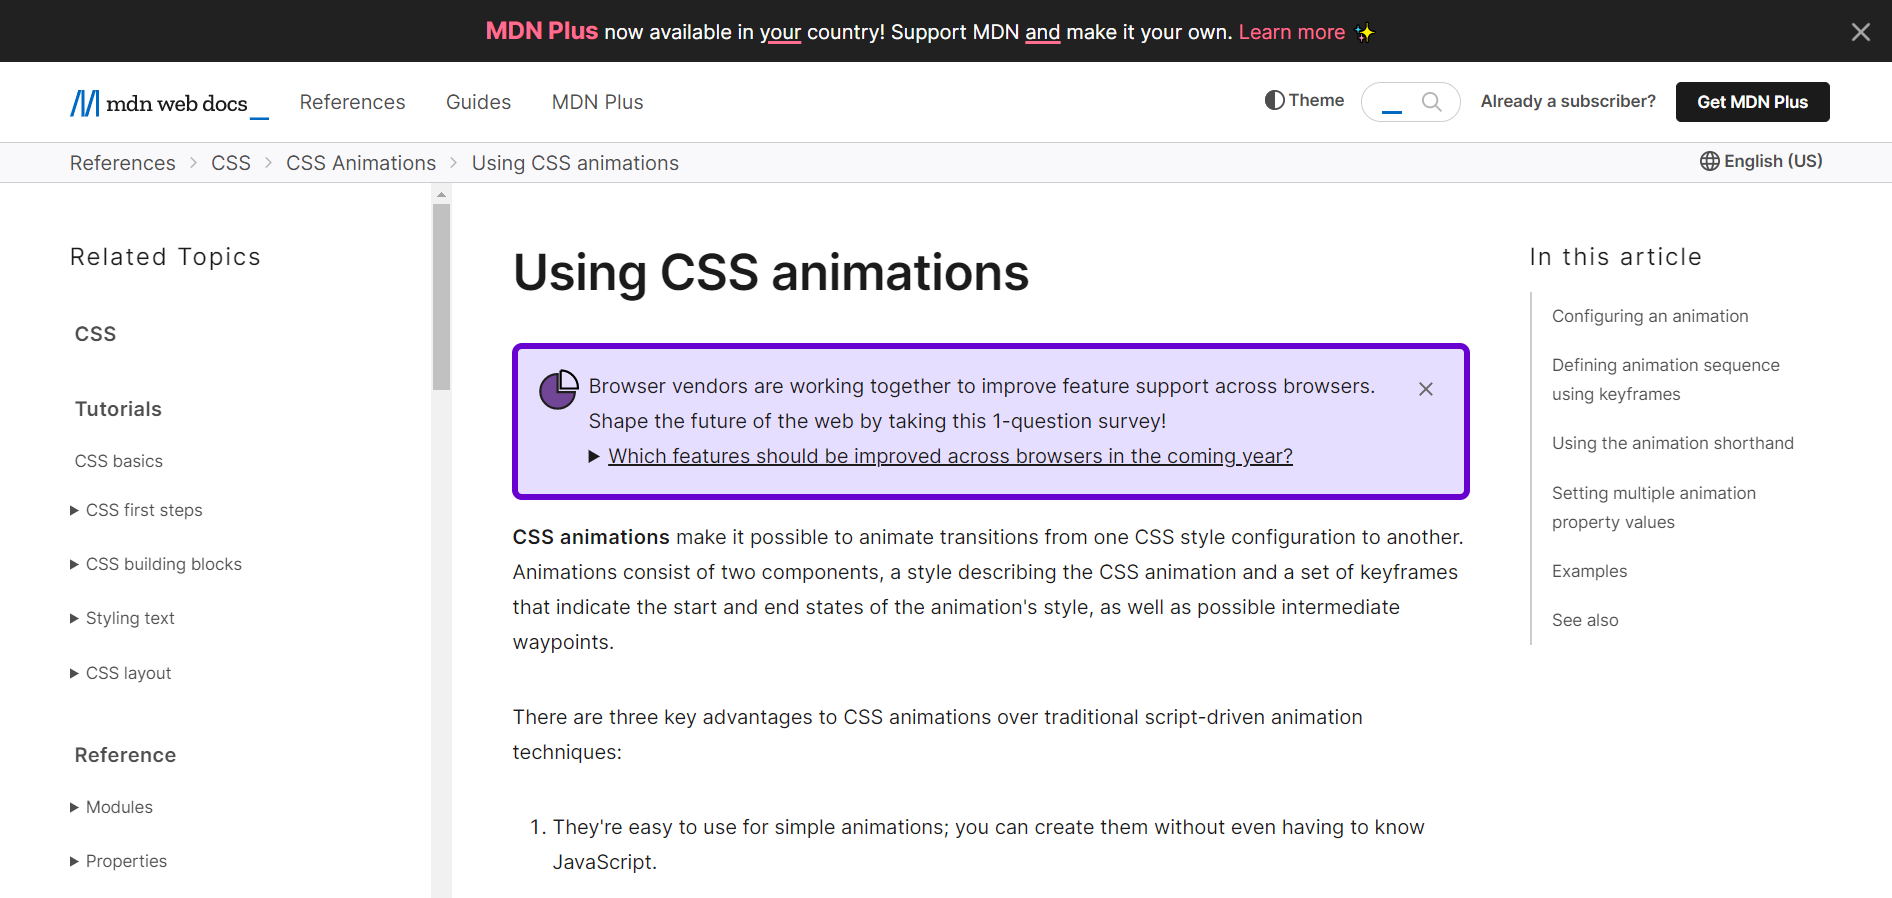 MDN Plus now available in your country! Support MDN and make it your own. Learn more ✨
mdn web docs_
References
Guides
MDN Plus
Theme
Already a subscriber?
Get MDN Plus
References
CSS
CSS Animations
Using CSS animations
English (US)
Related Topics
CSS
Tutorials
CSS basics
CSS first steps
CSS building blocks
Styling text
CSS layout
Reference
Modules
Properties
Using CSS animations
Browser vendors are working together to improve feature support across browsers.
Shape the future of the web by taking this 1-question survey!
Which features should be improved across browsers in the coming year?
CSS animations make it possible to animate transitions from one CSS style configuration to another.
Animations consist of two components, a style describing the CSS animation and a set of keyframes
that indicate the start and end states of the animation's style, as well as possible intermediate
waypoints.
There are three key advantages to CSS animations over traditional script-driven animation
techniques:
1. They're easy to use for simple animations; you can create them without even having to know
JavaScript.
In this article
Configuring an animation
Defining animation sequence
using keyframes
Using the animation shorthand
Setting multiple animation
property values
Examples
See also